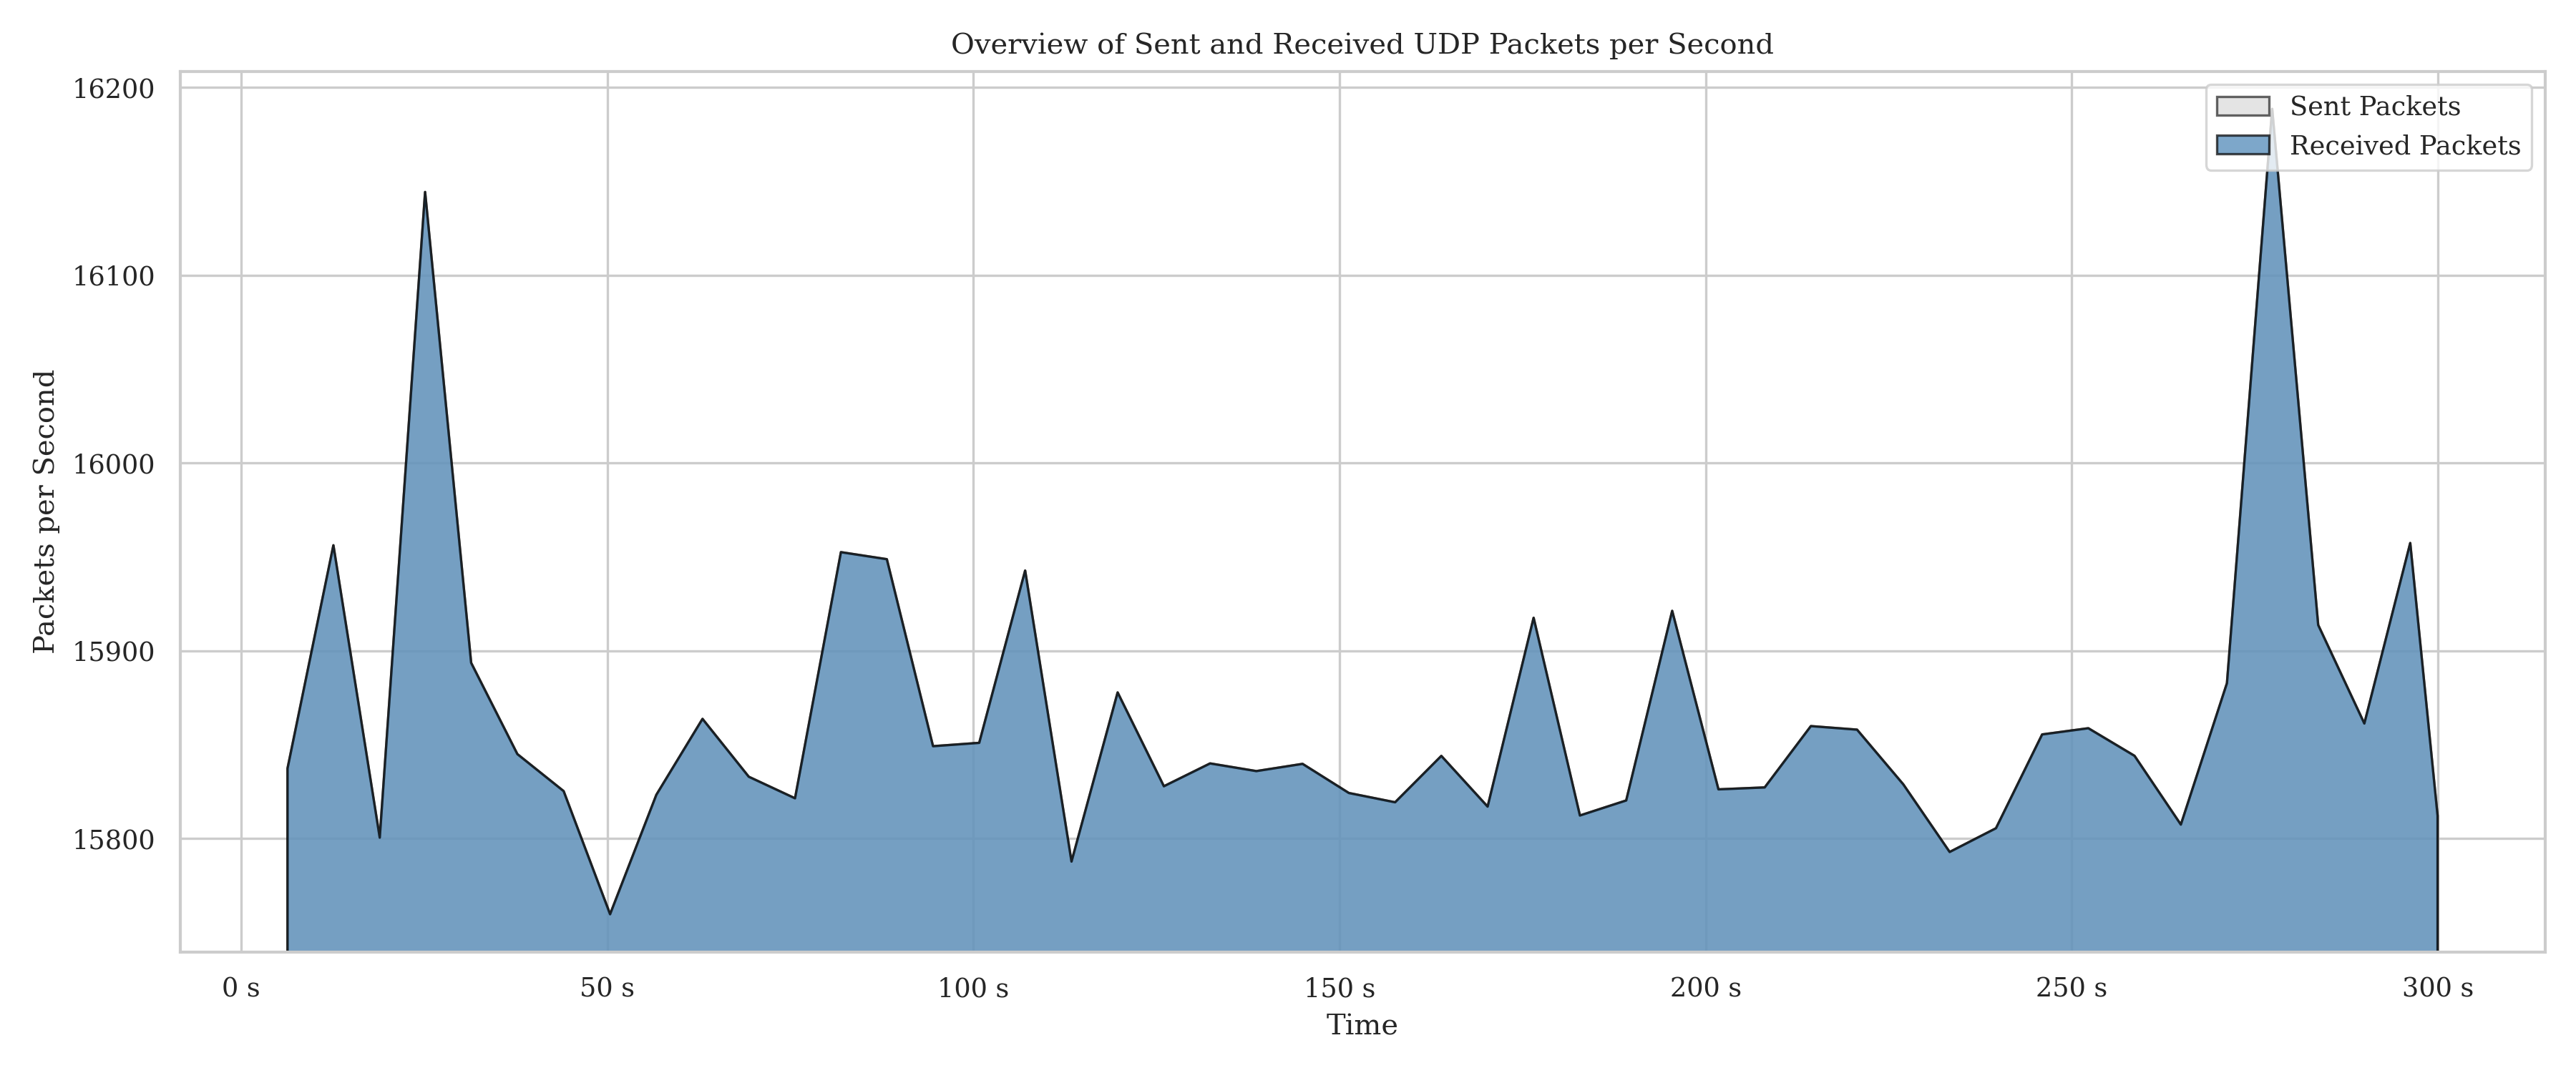 Overview of Sent and Received UDP Packets per Second
16200
16100
16000
15900
15800
Packets per Second
Sent Packets
Received Packets
0 s 50 s 100 s 150 s 200 s 250 s 300 s
Time